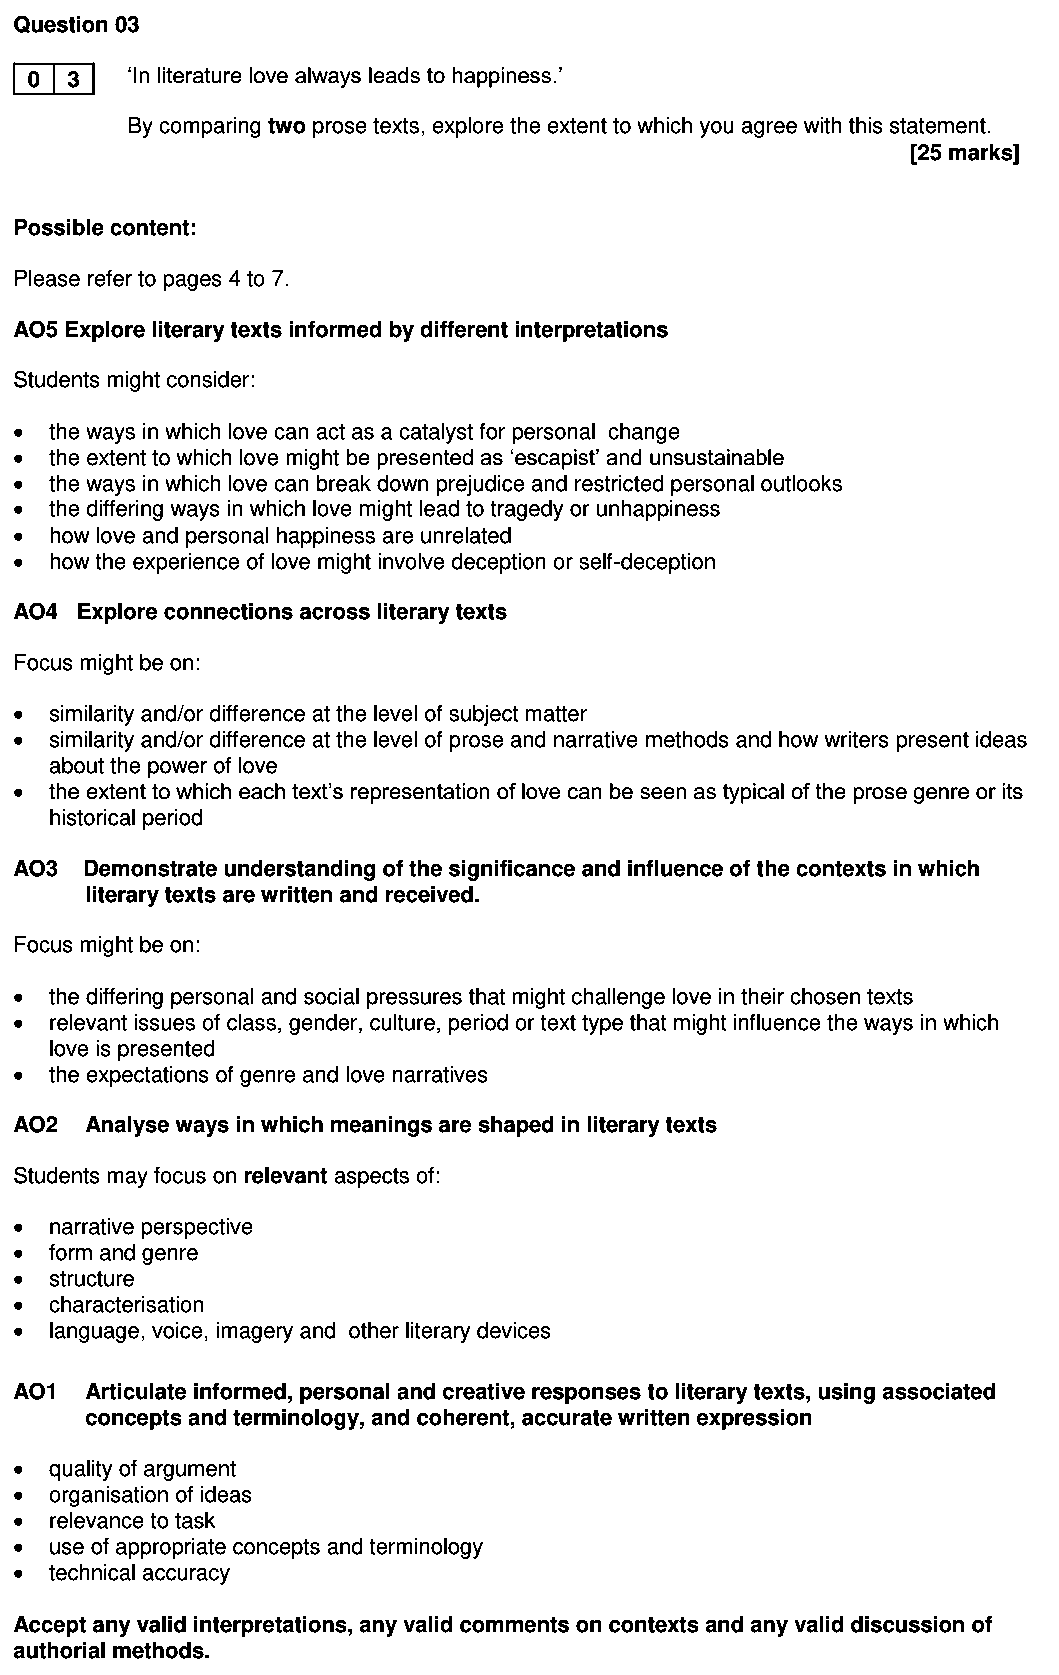 Question 03
0 3 ‘In literature love always leads to happiness.’
By comparing two prose texts, explore the extent to which you agree with this statement.
[25 marks]
Possible content:
Please refer to pages 4 to 7.
AO5 Explore literary texts informed by different interpretations
Students might consider:
• the ways in which love can act as a catalyst for personal change
• the extent to which love might be presented as ‘escapist’ and unsustainable
• the ways in which love can break down prejudice and restricted personal outlooks
• the differing ways in which love might lead to tragedy or unhappiness
• how love and personal happiness are unrelated
• how the experience of love might involve deception or self-deception
AO4 Explore connections across literary texts
Focus might be on:
• similarity and/or difference at the level of subject matter
• similarity and/or difference at the level of prose and narrative methods and how writers present ideas
about the power of love
• the extent to which each text’s representation of love can be seen as typical of the prose genre or its
historical period
AO3 Demonstrate understanding of the significance and influence of the contexts in which
literary texts are written and received.
Focus might be on:
• the differing personal and social pressures that might challenge love in their chosen texts
• relevant issues of class, gender, culture, period or text type that might influence the ways in which
love is presented
• the expectations of genre and love narratives
AO2 Analyse ways in which meanings are shaped in literary texts
Students may focus on relevant aspects of:
• narrative perspective
• form and genre
• structure
• characterisation
• language, voice, imagery and other literary devices
AO1 Articulate informed, personal and creative responses to literary texts, using associated
concepts and terminology, and coherent, accurate written expression
• quality of argument
• organisation of ideas
• relevance to task
• use of appropriate concepts and terminology
• technical accuracy
Accept any valid interpretations, any valid comments on contexts and any valid discussion of
authorial methods.